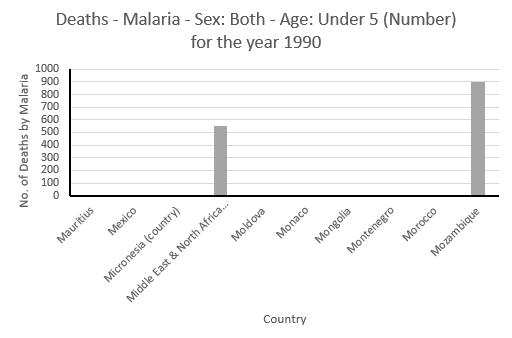 Deaths - Malaria - Sex: Both - Age: Under 5 (Number)
for the year 1990
No. of Deaths by Malaria
1000
900
800
700
600
500
400
300
200
100
0
Mauritius
Mexico
Micronesia (country)
Middle East & North Africa...
Moldova
Monaco
Mongolia
Montenegro
Morocco
Mozambique
Country